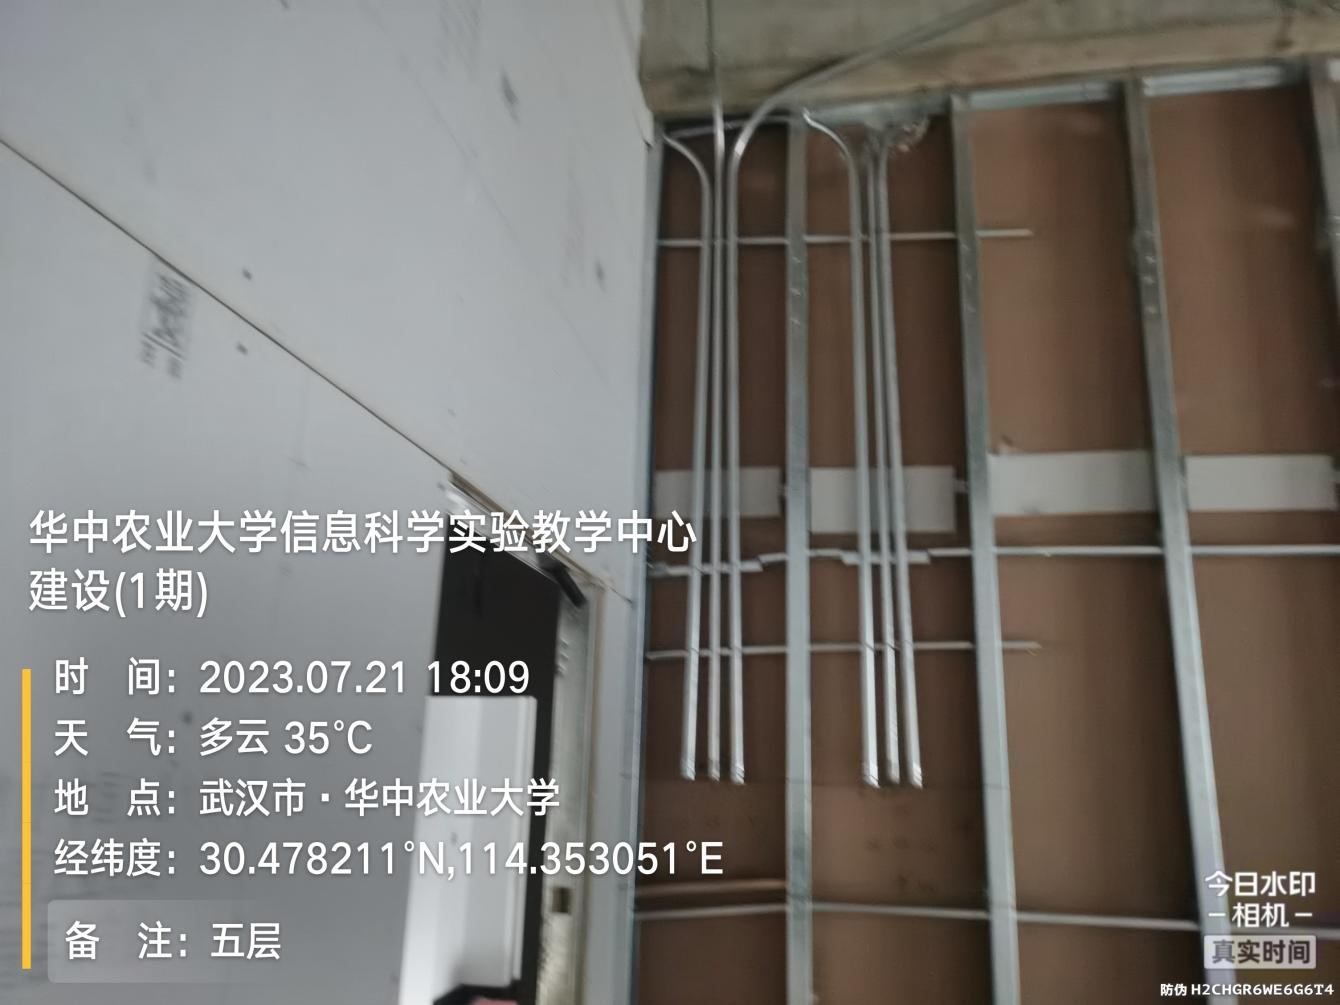 华中农业大学信息科学实验教学中心
建设(1期)
时 间：2023.07.21 18:09
天 气：多云 35°C
地 点：武汉市·华中农业大学
经纬度：30.478211°N,114.353051°E
备 注：五层
今日水印
-相机-
真实时间
防伪 H2CHGR6WE6G6T4